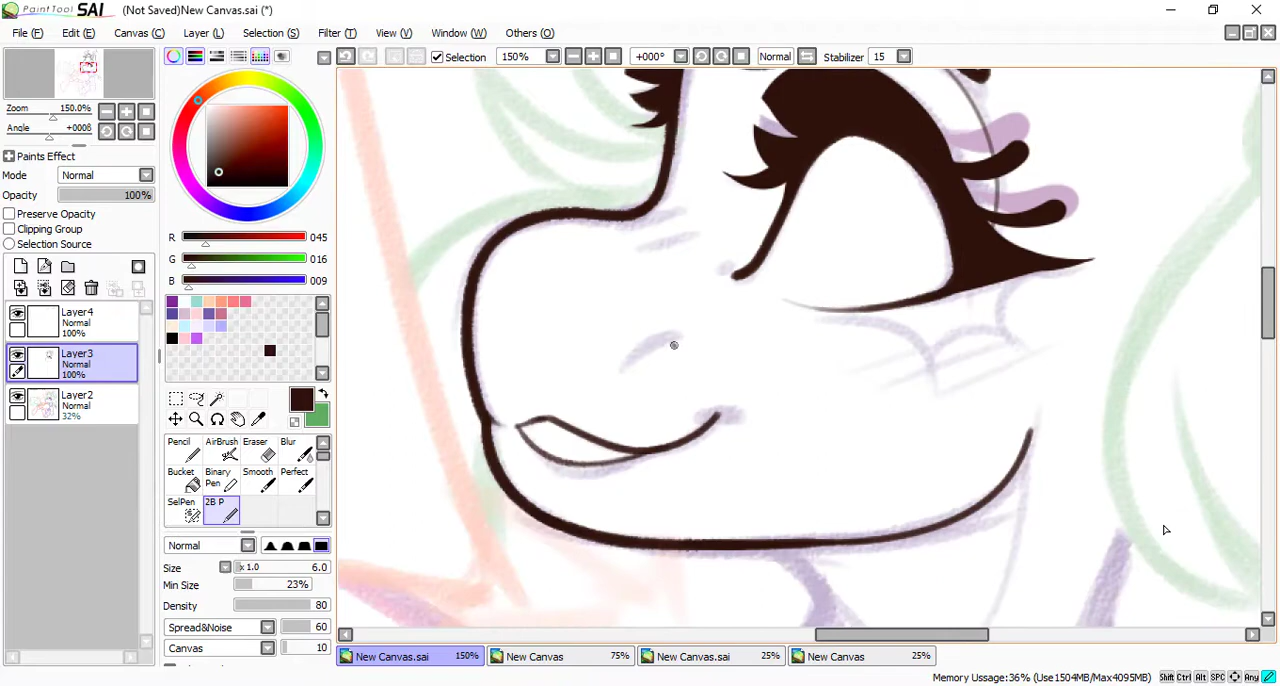 PaintTool SAI (Not Saved)New Canvas.sai (*)
File (F) Edit (E) Canvas (C) Layer (L) Selection (S) Filter (T) View (V) Window (W) Others (O)
Selection 150% +000° Normal Stabilizer 15
Zoom 150.0%
Angle +000ß
Paints Effect
Mode Normal
Opacity 100%
Preserve Opacity
Clipping Group
Selection Source
Layer4
Normal
100%
Layer3
Normal
100%
Layer2
Normal
32%
R 045
G 016
B 009
Pencil AirBrush Eraser Blur
Bucket Binary Pen Smooth Perfect
SelPen 2B P
Normal
Size x 1.0 6.0
Min Size 23%
Density 80
Spread&Noise 60
Canvas 10
New Canvas.sai 150% New Canvas 75% New Canvas.sai 25% New Canvas 25%
Memory Ussage:36% (Use1504MB/Max4095MB) Shift Ctrl Alt SPC Any